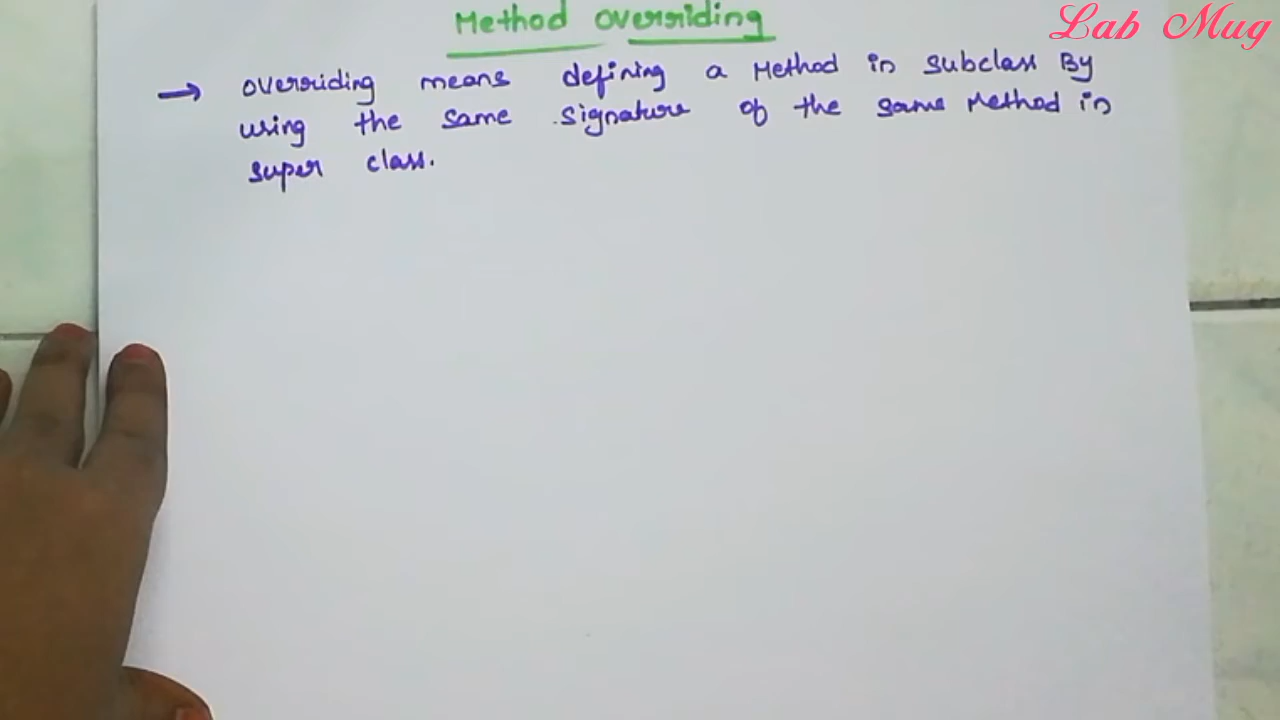 Method Overriding
Lab Mug
→ Overriding means defining a Method in subclass By
using the same signature of the same Method in
super class.